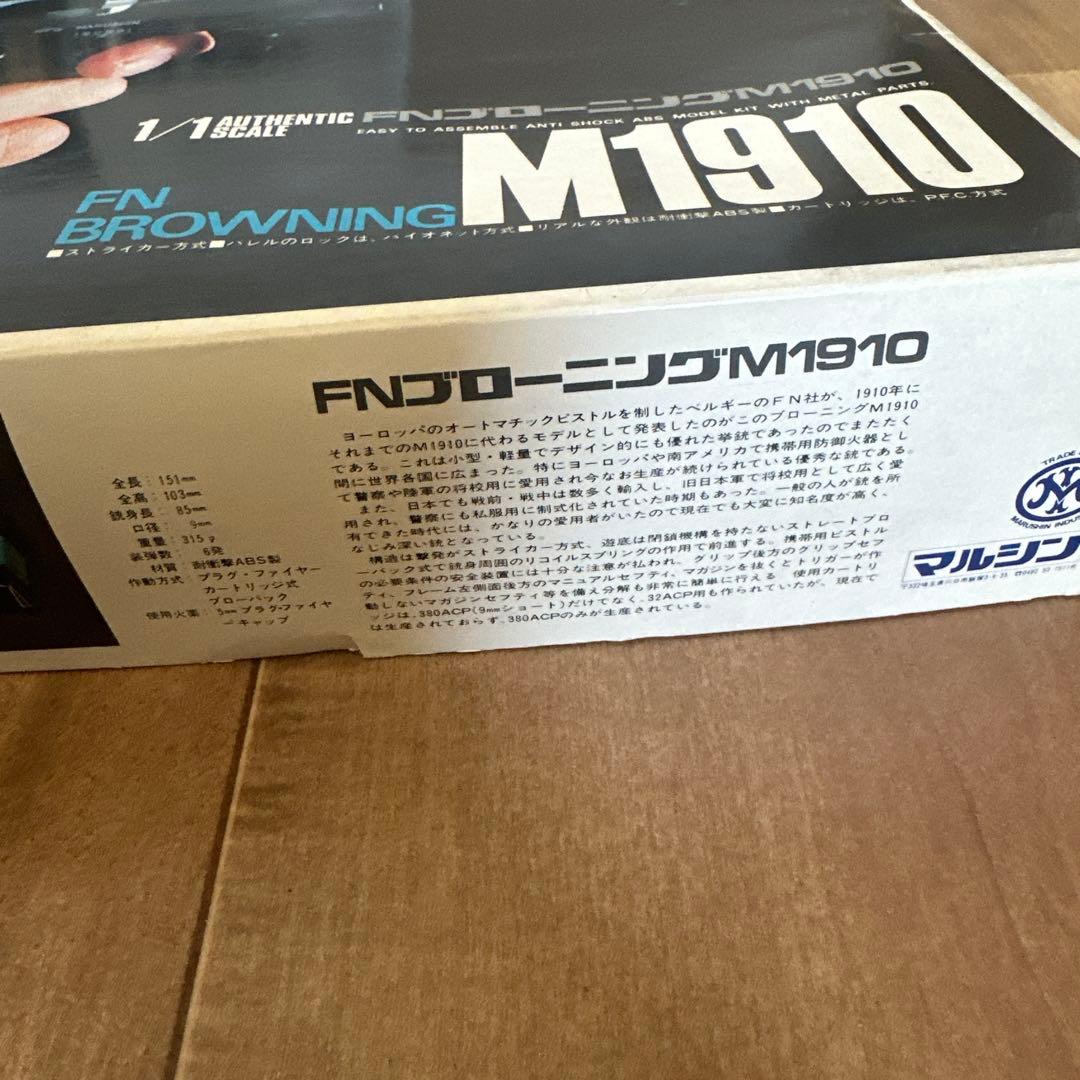 1/1 AUTHENTIC SCALE
FNブローニングM1910
EASY TO ASSEMBLE ANTI SHOCK ABS MODEL KIT WITH METAL PARTS.
FN BROWNING
M1910
■ストライカー方式■バレルのロックは、バイオネット方式■リアルな外観は耐衝撃ABS製■カートリッジは、P.F.C.方式
FNブローニングM1910
ヨーロッパのオートマチックピストルを制したベルギーのFN社が、1910年に
それまでのM1910に代わるモデルとして発表したのがこのブローニングM1910
である。これは小型・軽量でデザイン的にも優れた拳銃であったのでまたたく
間に世界各国に広まった。特にヨーロッパや南アメリカで携帯用防御火器とし
て警察や陸軍の将校用に愛用され今なお生産が続けられている優秀な銃である。
また、日本でも戦前・戦中は数多く輸入し、旧日本軍で将校用として広く愛
用され、警察にも私服用に制式化されていた時期もあった。一般の人が銃を所
有できた時代には、かなりの愛用者がいたので現在でも大変に知名度が高く、
なじみ深い銃となっている。
構造は撃発がストライカー方式、遊底は閉鎖機構を持たないストレートブロ
ーバック式で銃身周囲のリコイルスプリングの作用で前進する。携帯用ピストル
の必要条件の安全装置には十分な注意が払われ、グリップ後方のグリップセフ
ティ、フレーム左側面後方のマニュアルセフティ、マガジンを抜くとトリガーが作
動しないマガジンセフティ等を備え分解も非常に簡単に行える。使用カートリ
ッジは、380ACP(9mmショート)だけでなく、32ACP用も作られていたが、現在で
は生産されておらず、380ACPのみが生産されている。
全長：151mm
全高：103mm
銃身長：85mm
口径：9mm
重量：315g
装弾数：6発
材質：耐衝撃ABS製
作動方式：プラグ・ファイヤー
カートリッジ式
ブローバック
使用火薬：5mmプラグ・ファイヤ
ーキャップ
TRADE
MARUSHIN INDUS
マルシン